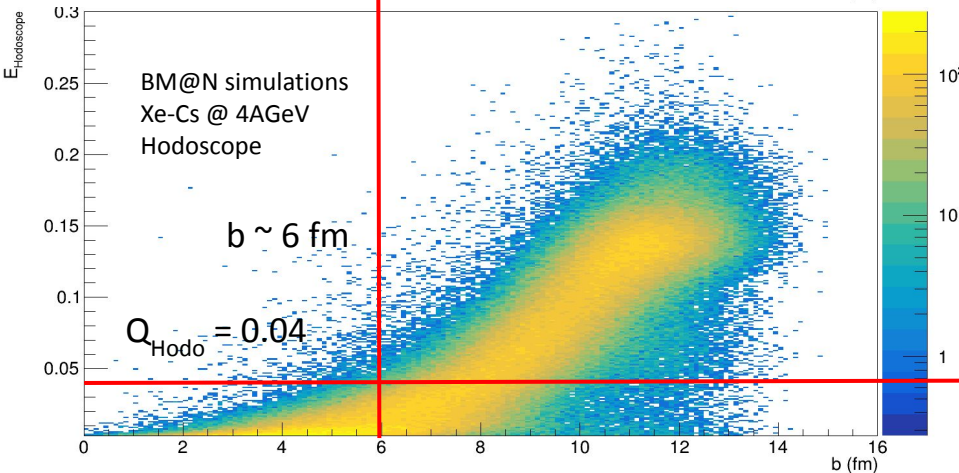 0.3
E_Hodoscope
0.25
0.2
0.15
0.1
0.05
BM@N simulations
Xe-Cs @ 4AGeV
Hodoscope
b ~ 6 fm
Q_Hodo = 0.04
10²
10
1
0 2 4 6 8 10 12 14 16
b (fm)